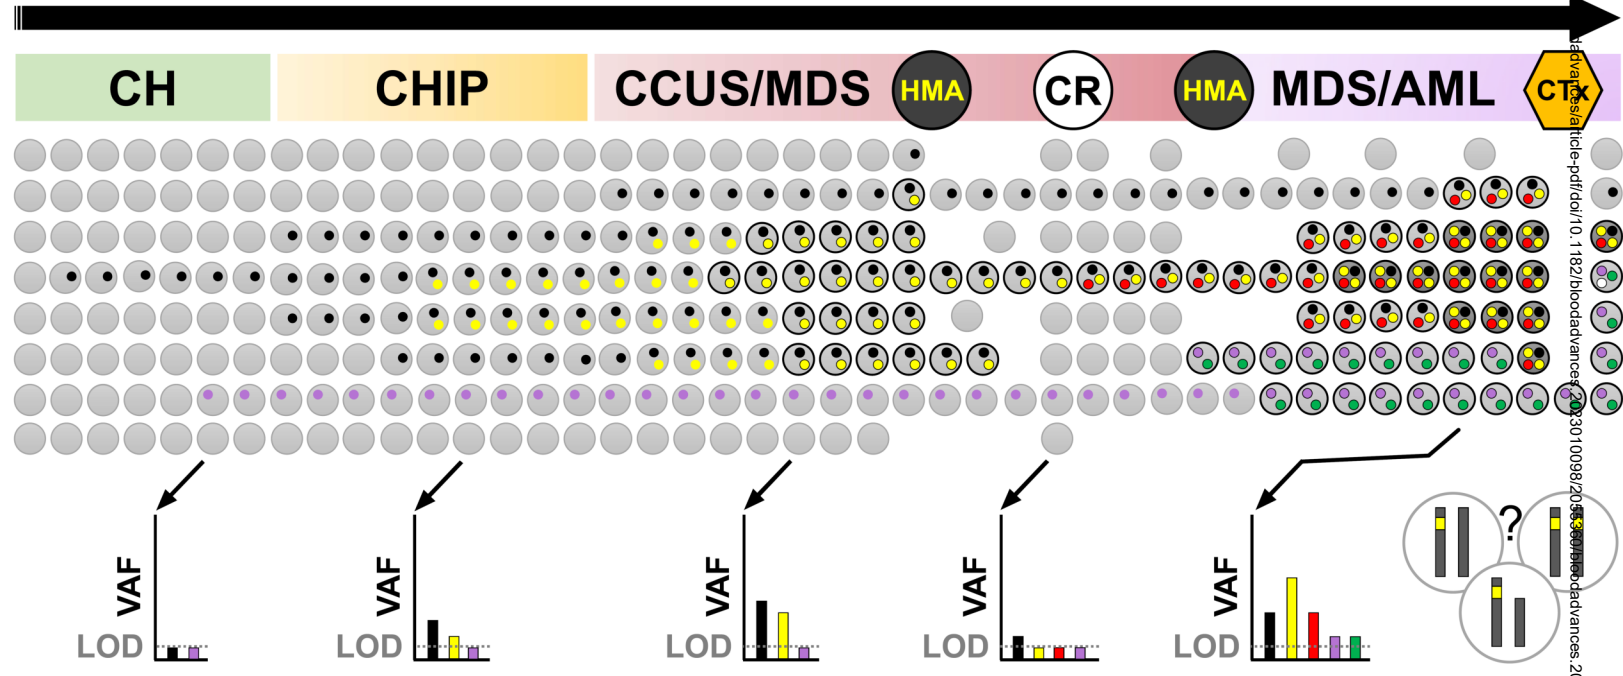 CH
CHIP
CCUS/MDS
HMA
CR
HMA
MDS/AML
CTx
VAF
LOD
VAF
LOD
VAF
LOD
VAF
LOD
VAF
LOD
?